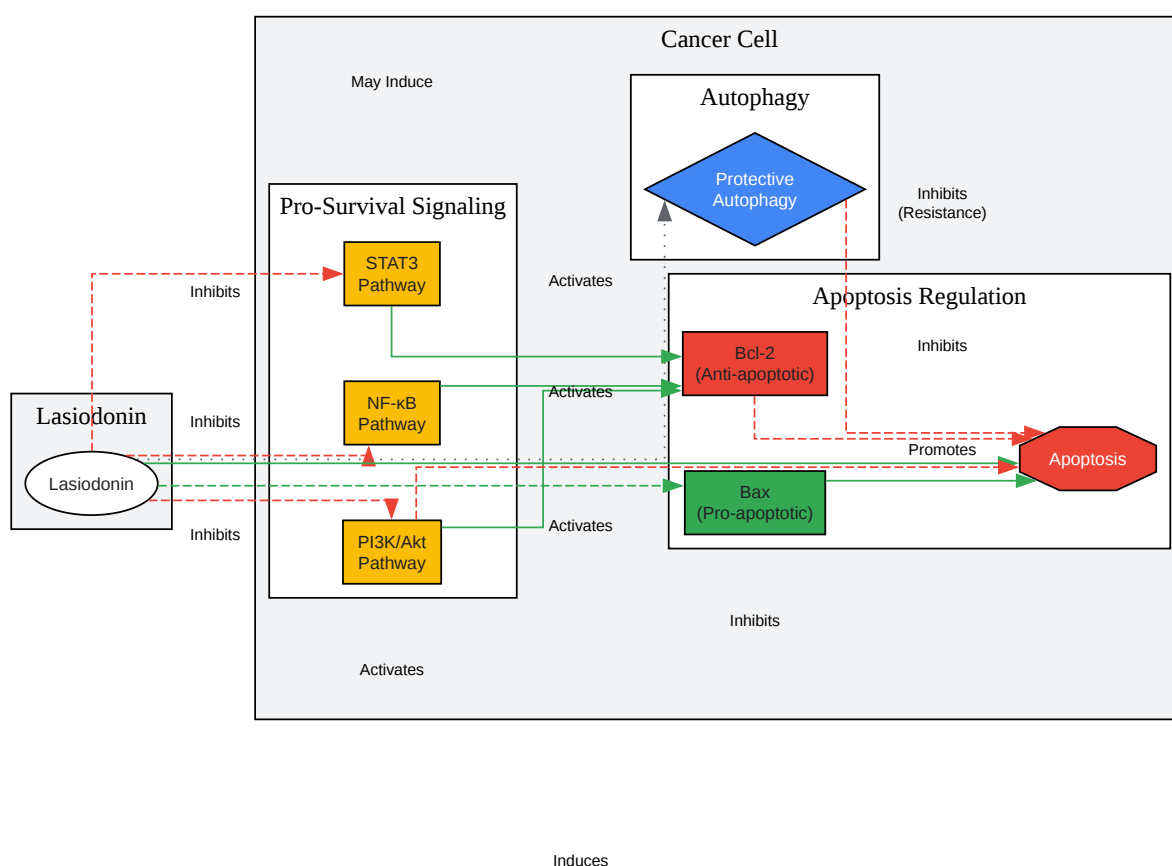 Cancer Cell
May Induce
Autophagy
Protective
Autophagy
Inhibits
(Resistance)
Pro-Survival Signaling
STAT3
Pathway
Inhibits
Activates
Apoptosis Regulation
Inhibits
Bcl-2
(Anti-apoptotic)
NF-κB
Pathway
Activates
Lasiodonin
Inhibits
Lasiodonin
Promotes
Apoptosis
Bax
(Pro-apoptotic)
Inhibits
PI3K/Akt
Pathway
Activates
Inhibits
Activates
Induces